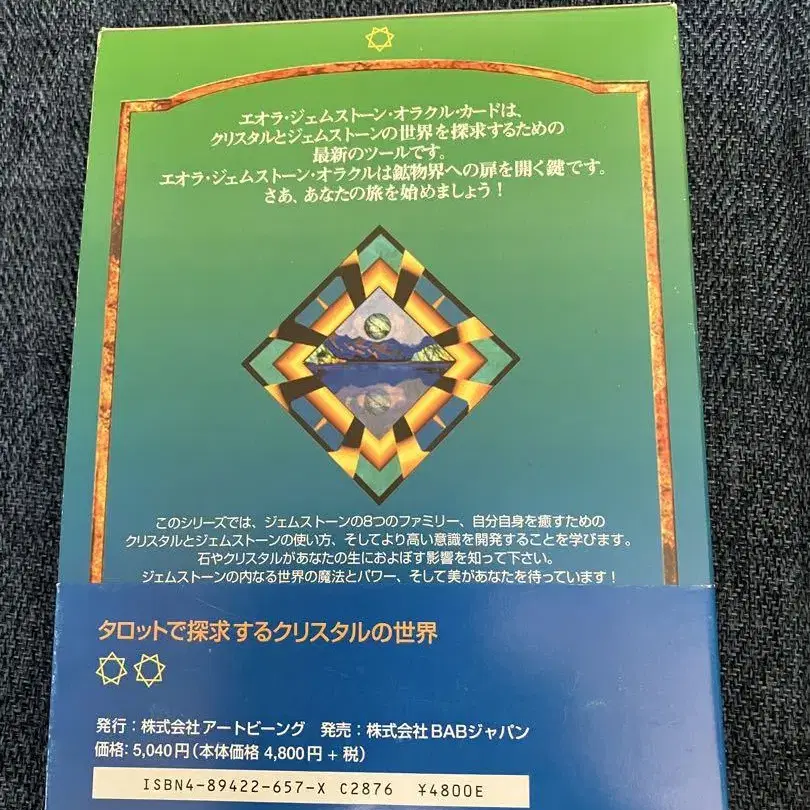 エオラ・ジェムストーン・オラクル・カードは、
クリスタルとジェムストーンの世界を探求するための
最新のツールです。
エオラ・ジェムストーン・オラクルは鉱物界への扉を開く鍵です。
さあ、あなたの旅を始めましょう！
このシリーズでは、ジェムストーンの8つのファミリー、自分自身を癒すための
クリスタルとジェムストーンの使い方、そしてより高い意識を開発することを学びます。
石やクリスタルがあなたの生におよぼす影響を知って下さい。
ジェムストーンの内なる世界の魔法とパワー、そして美があなたを待っています！
タロットで探求するクリスタルの世界
発行：株式会社アートビーング　発売：株式会社BABジャパン
価格：5,040円（本体価格 4,800円 + 税）
ISBN4-89422-657-X C2876 ¥4800E